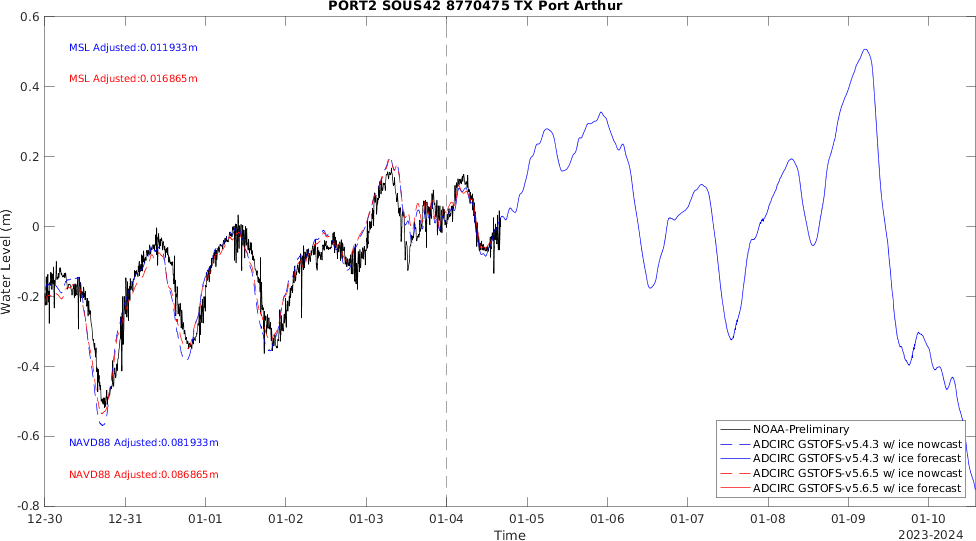 PORT2 SOUS42 8770475 TX Port Arthur
0.6
0.4
0.2
0
-0.2
-0.4
-0.6
-0.8
Water Level (m)
MSL Adjusted:0.011933m
MSL Adjusted:0.016865m
NAVD88 Adjusted:0.081933m
NAVD88 Adjusted:0.086865m
NOAA-Preliminary
ADCIRC GSTOFS-v5.4.3 w/ ice nowcast
ADCIRC GSTOFS-v5.4.3 w/ ice forecast
ADCIRC GSTOFS-v5.6.5 w/ ice nowcast
ADCIRC GSTOFS-v5.6.5 w/ ice forecast
12-30 12-31 01-01 01-02 01-03 01-04 01-05 01-06 01-07 01-08 01-09 01-10
Time
2023-2024